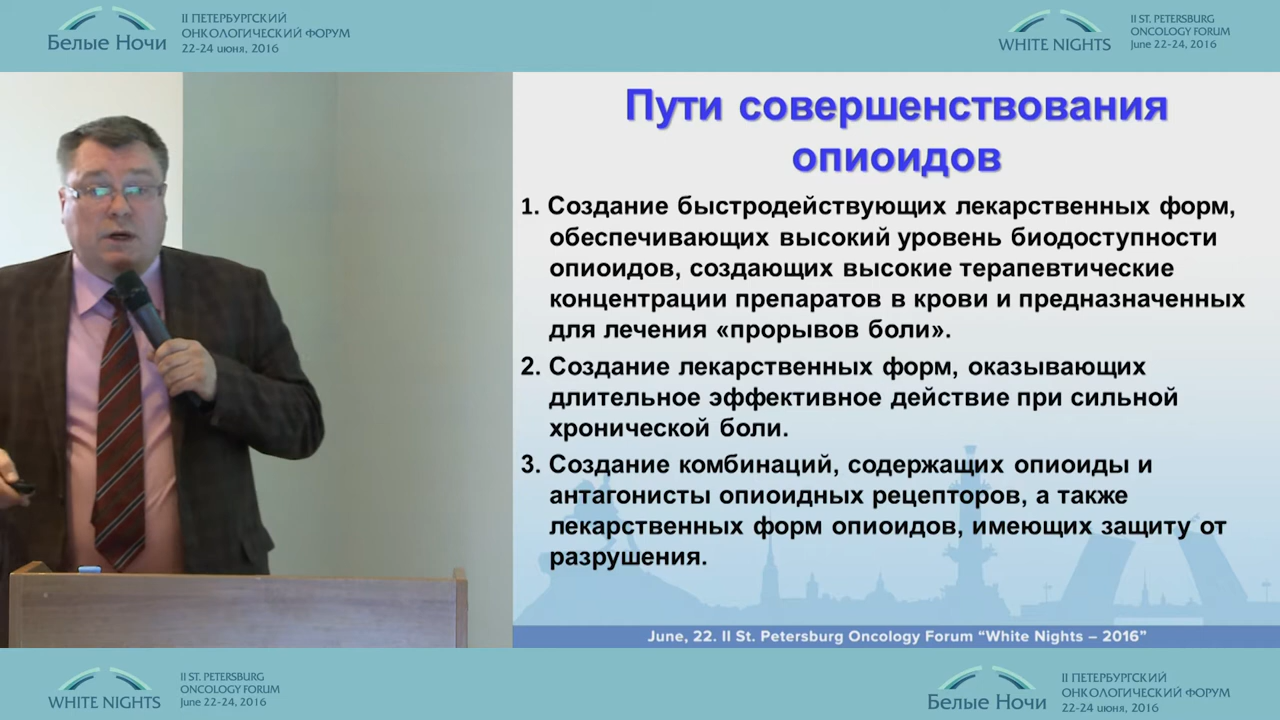 Белые Ночи
II ПЕТЕРБУРГСКИЙ
ОНКОЛОГИЧЕСКИЙ ФОРУМ
22-24 июня, 2016
WHITE NIGHTS
II ST. PETERSBURG
ONCOLOGY FORUM
June 22-24, 2016
Пути совершенствования
опиоидов
1. Создание быстродействующих лекарственных форм,
обеспечивающих высокий уровень биодоступности
опиоидов, создающих высокие терапевтические
концентрации препаратов в крови и предназначенных
для лечения «прорывов боли».
2. Создание лекарственных форм, оказывающих
длительное эффективное действие при сильной
хронической боли.
3. Создание комбинаций, содержащих опиоиды и
антагонисты опиоидных рецепторов, а также
лекарственных форм опиоидов, имеющих защиту от
разрушения.
June, 22. II St. Petersburg Oncology Forum “White Nights – 2016”
WHITE NIGHTS
II ST. PETERSBURG
ONCOLOGY FORUM
June 22-24, 2016
Белые Ночи
II ПЕТЕРБУРГСКИЙ
ОНКОЛОГИЧЕСКИЙ ФОРУМ
22-24 июня, 2016